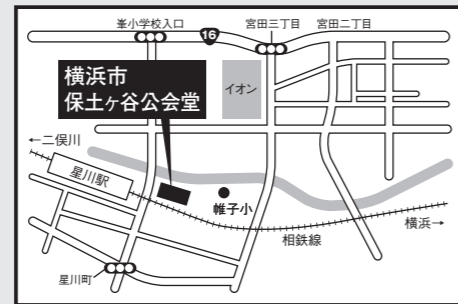 峯小学校入口
16
宮田三丁目
宮田二丁目
横浜市
保土ヶ谷公会堂
イオン
←二俣川
星川駅
帷子小
横浜→
相鉄線
星川町